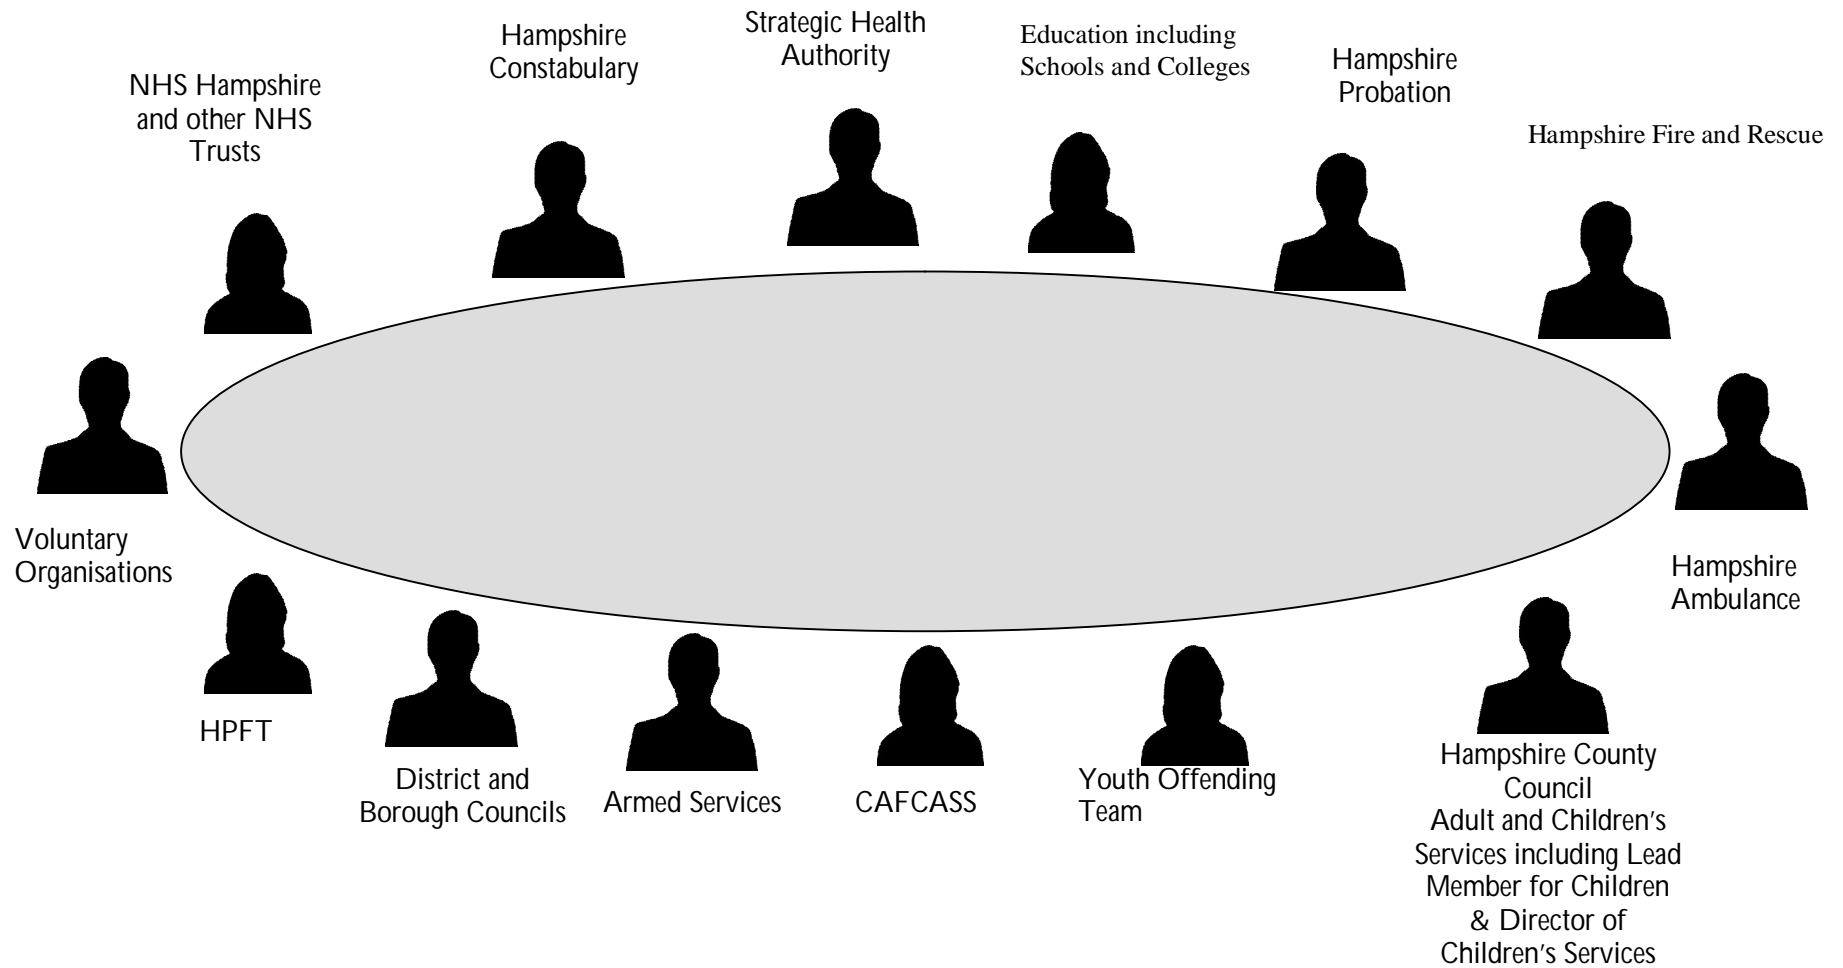 Strategic Health
Authority
Hampshire
Constabulary
Education including
Schools and Colleges
Hampshire
Probation
NHS Hampshire
and other NHS
Trusts
Hampshire Fire and Rescue
Voluntary
Organisations
Hampshire
Ambulance
HPFT
District and
Borough Councils
Armed Services
CAFCASS
Youth Offending
Team
Hampshire County
Council
Adult and Children's
Services including Lead
Member for Children
& Director of
Children's Services